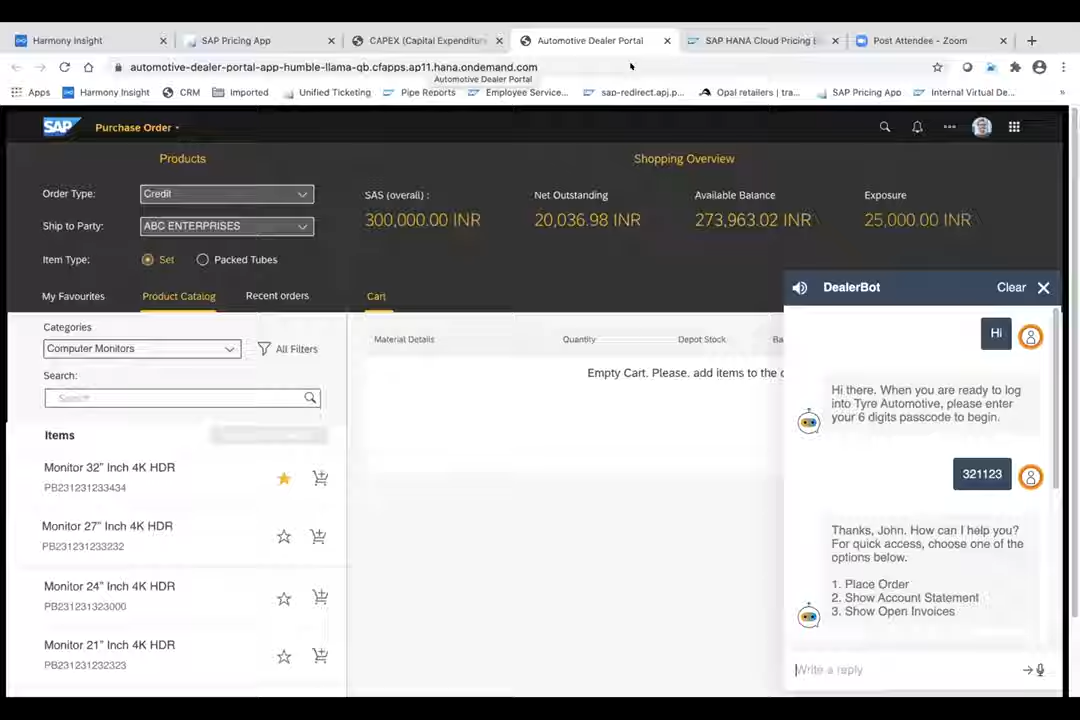 Harmony Insight
SAP Pricing App
CAPEX (Capital Expenditure
Automotive Dealer Portal
SAP HANA Cloud Pricing
Post Attendee - Zoom
automotive-dealer-portal-app-humble-llama-qb.cfapps.ap11.hana.ondemand.com
Automotive Dealer Portal
Apps
Harmony Insight
CRM
Imported
Unified Ticketing
Pipe Reports
Employee Service...
sap-redirect.apj.p...
Opal retailers | tra...
SAP Pricing App
Internal Virtual De...
SAP
Purchase Order
Products
Shopping Overview
Order Type:
Credit
SAS (overall) :
Net Outstanding
Available Balance
Exposure
300,000.00 INR
20,036.98 INR
273,963.02 INR
25,000.00 INR
Ship to Party:
ABC ENTERPRISES
Item Type:
Set
Packed Tubes
My Favourites
Product Catalog
Recent orders
Cart
Categories
Computer Monitors
All Filters
Search:
Search
Items
Monitor 32" Inch 4K HDR
PB231231233434
Monitor 27" Inch 4K HDR
PB231231233232
Monitor 24" Inch 4K HDR
PB231231323000
Monitor 21" Inch 4K HDR
PB231231232323
Material Details
Quantity
Depot Stock
Ba
Empty Cart. Please. add items to the c
DealerBot
Clear
Hi
Hi there. When you are ready to log
into Tyre Automotive, please enter
your 6 digits passcode to begin.
321123
Thanks, John. How can I help you?
For quick access, choose one of the
options below.
1. Place Order
2. Show Account Statement
3. Show Open Invoices
Write a reply